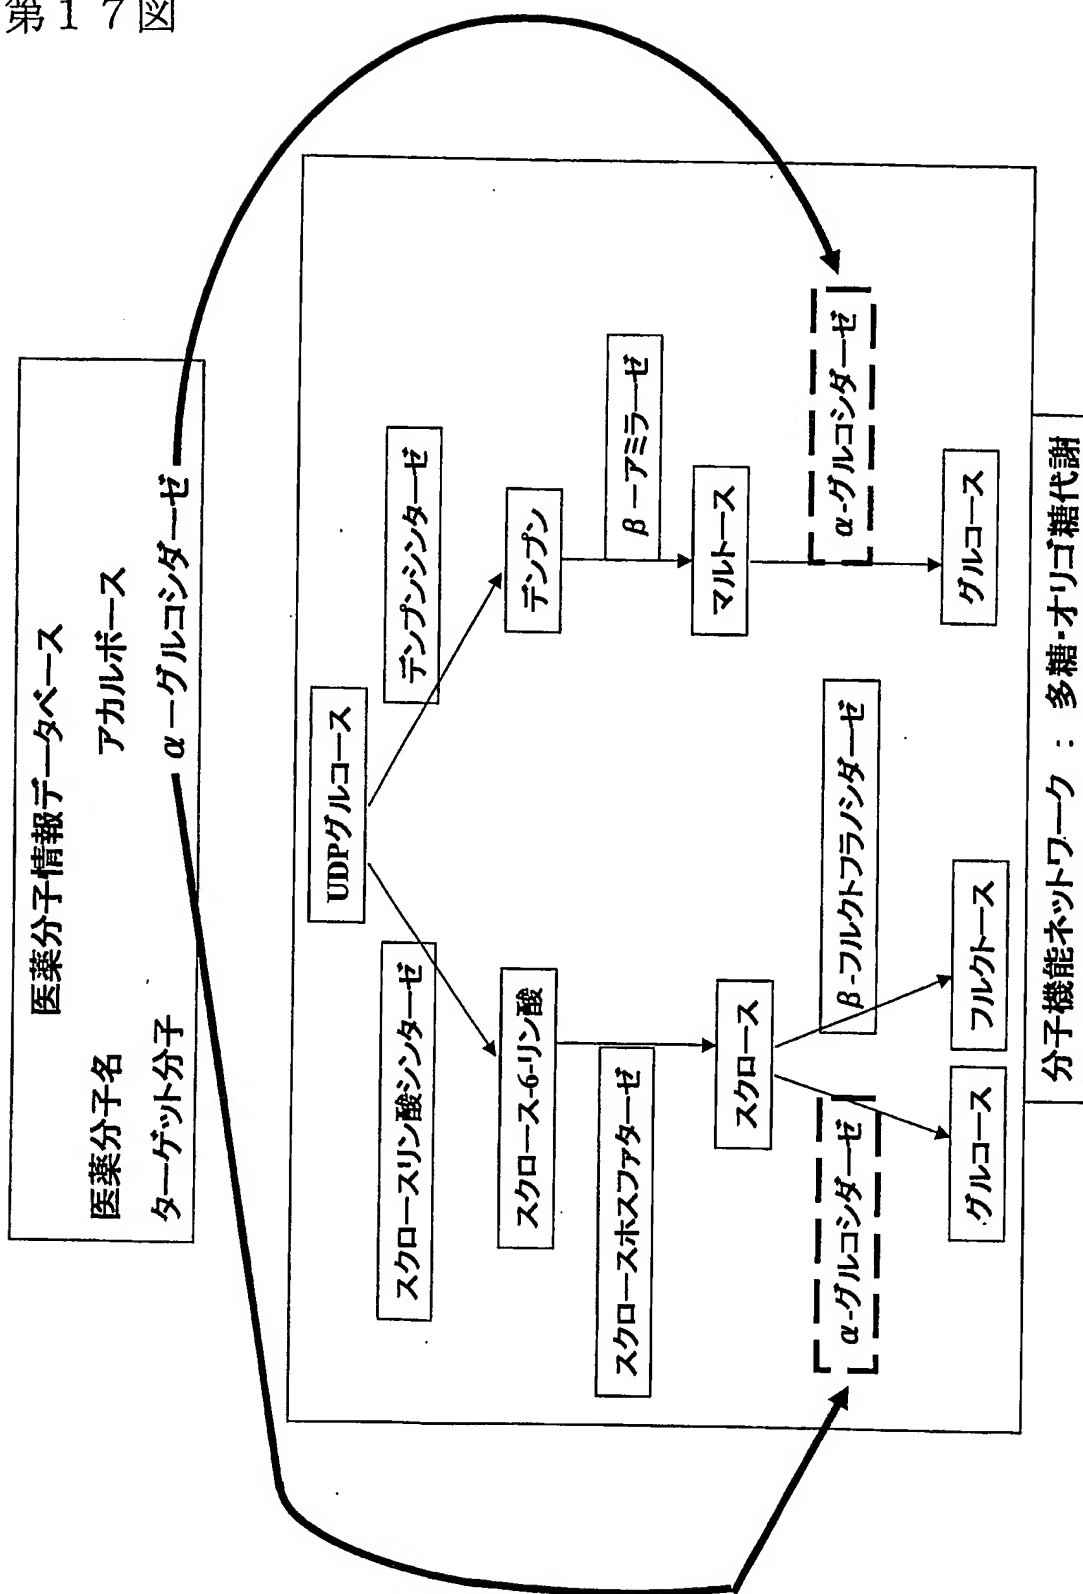 第１７図
医薬分子情報データベース
医薬分子名 アカルボース
ターゲット分子 α－グルコシダーゼ
UDPグルコース
スクロースリン酸シンターゼ
デンプンシンターゼ
スクロース-6-リン酸
デンプン
スクロースホスファターゼ
β－アミラーゼ
スクロース
マルトース
α-グルコシダーゼ
β-フルクトフラノシダーゼ
α-グルコシダーゼ
グルコース
フルクトース
グルコース
分子機能ネットワーク ： 多糖・オリゴ糖代謝